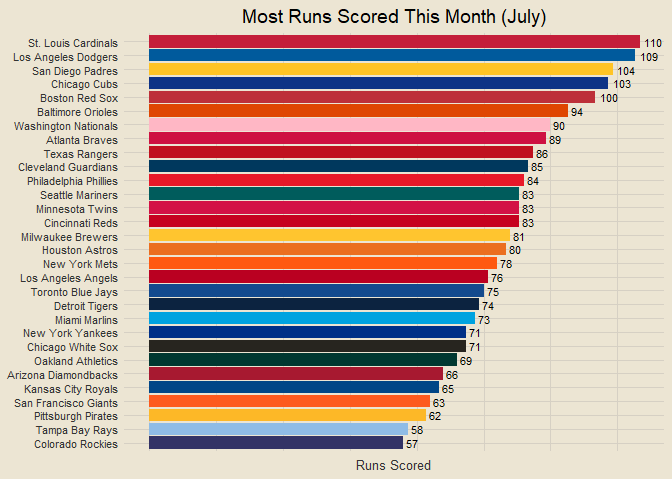 Most Runs Scored This Month (July)
St. Louis Cardinals 110
Los Angeles Dodgers 109
San Diego Padres 104
Chicago Cubs 103
Boston Red Sox 100
Baltimore Orioles 94
Washington Nationals 90
Atlanta Braves 89
Texas Rangers 86
Cleveland Guardians 85
Philadelphia Phillies 84
Seattle Mariners 83
Minnesota Twins 83
Cincinnati Reds 83
Milwaukee Brewers 81
Houston Astros 80
New York Mets 78
Los Angeles Angels 76
Toronto Blue Jays 75
Detroit Tigers 74
Miami Marlins 73
New York Yankees 71
Chicago White Sox 71
Oakland Athletics 69
Arizona Diamondbacks 66
Kansas City Royals 65
San Francisco Giants 63
Pittsburgh Pirates 62
Tampa Bay Rays 58
Colorado Rockies 57
Runs Scored